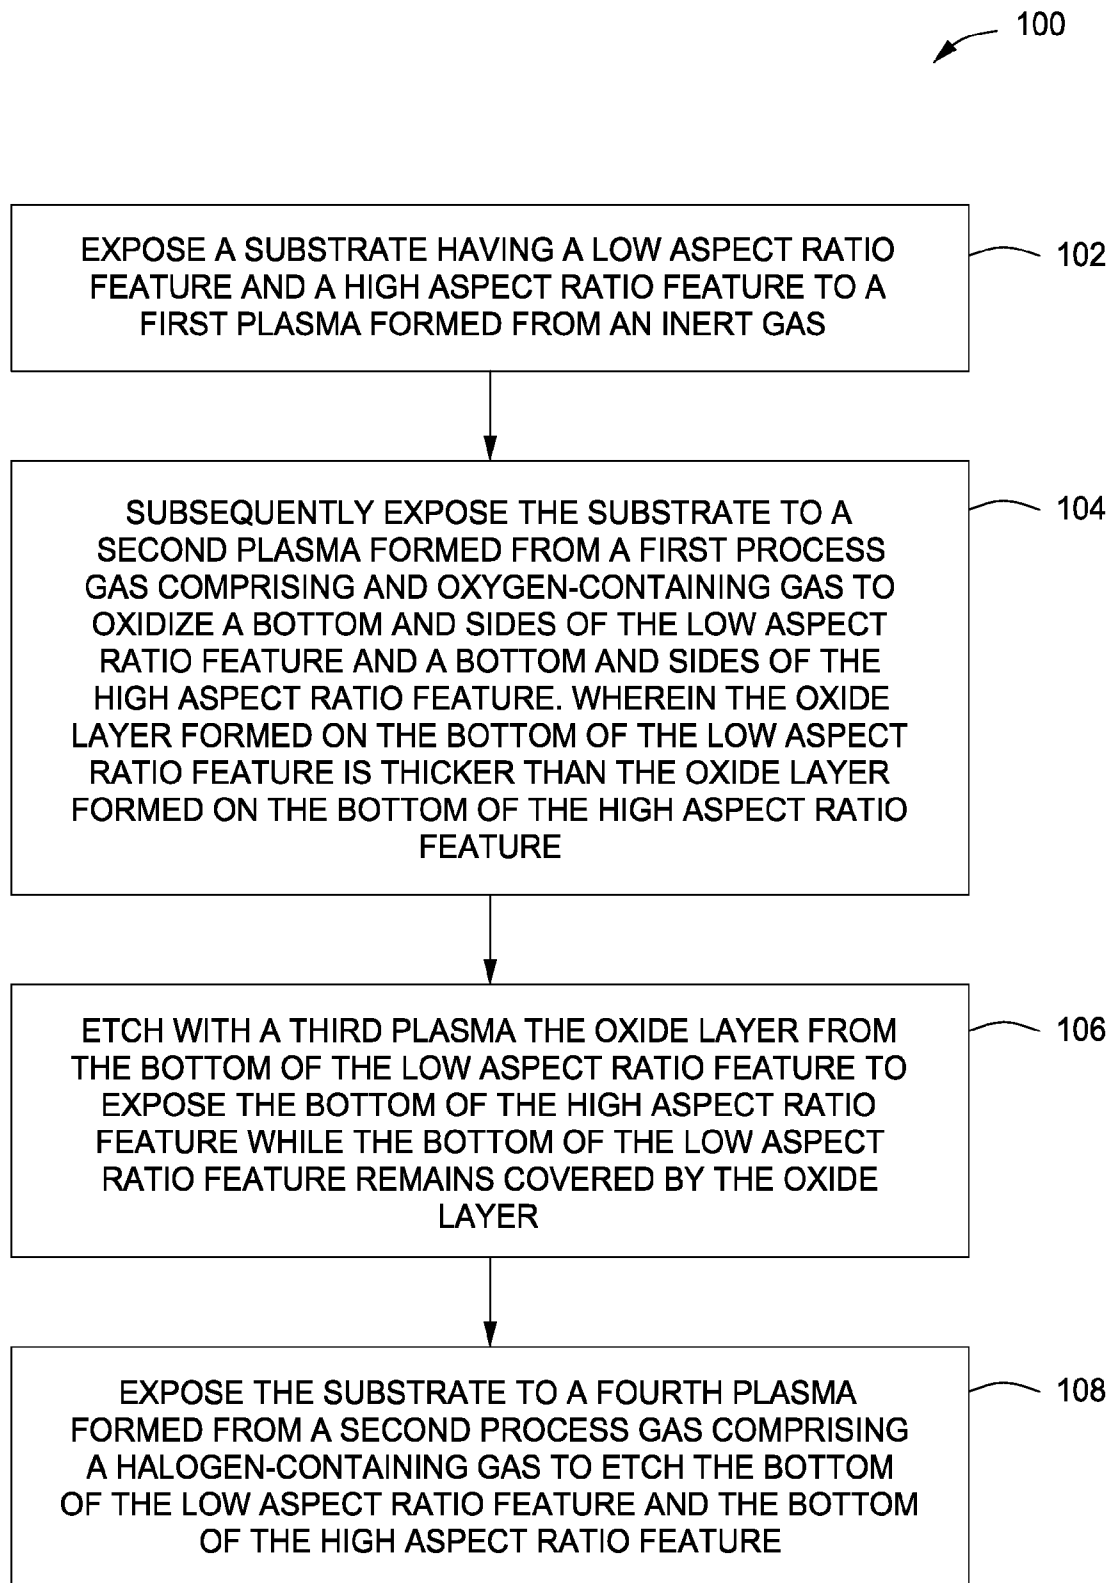 100
EXPOSE A SUBSTRATE HAVING A LOW ASPECT RATIO
FEATURE AND A HIGH ASPECT RATIO FEATURE TO A
FIRST PLASMA FORMED FROM AN INERT GAS
102
SUBSEQUENTLY EXPOSE THE SUBSTRATE TO A
SECOND PLASMA FORMED FROM A FIRST PROCESS
GAS COMPRISING AND OXYGEN-CONTAINING GAS TO
OXIDIZE A BOTTOM AND SIDES OF THE LOW ASPECT
RATIO FEATURE AND A BOTTOM AND SIDES OF THE
HIGH ASPECT RATIO FEATURE. WHEREIN THE OXIDE
LAYER FORMED ON THE BOTTOM OF THE LOW ASPECT
RATIO FEATURE IS THICKER THAN THE OXIDE LAYER
FORMED ON THE BOTTOM OF THE HIGH ASPECT RATIO
FEATURE
104
ETCH WITH A THIRD PLASMA THE OXIDE LAYER FROM
THE BOTTOM OF THE LOW ASPECT RATIO FEATURE TO
EXPOSE THE BOTTOM OF THE HIGH ASPECT RATIO
FEATURE WHILE THE BOTTOM OF THE LOW ASPECT
RATIO FEATURE REMAINS COVERED BY THE OXIDE
LAYER
106
EXPOSE THE SUBSTRATE TO A FOURTH PLASMA
FORMED FROM A SECOND PROCESS GAS COMPRISING
A HALOGEN-CONTAINING GAS TO ETCH THE BOTTOM
OF THE LOW ASPECT RATIO FEATURE AND THE BOTTOM
OF THE HIGH ASPECT RATIO FEATURE
108